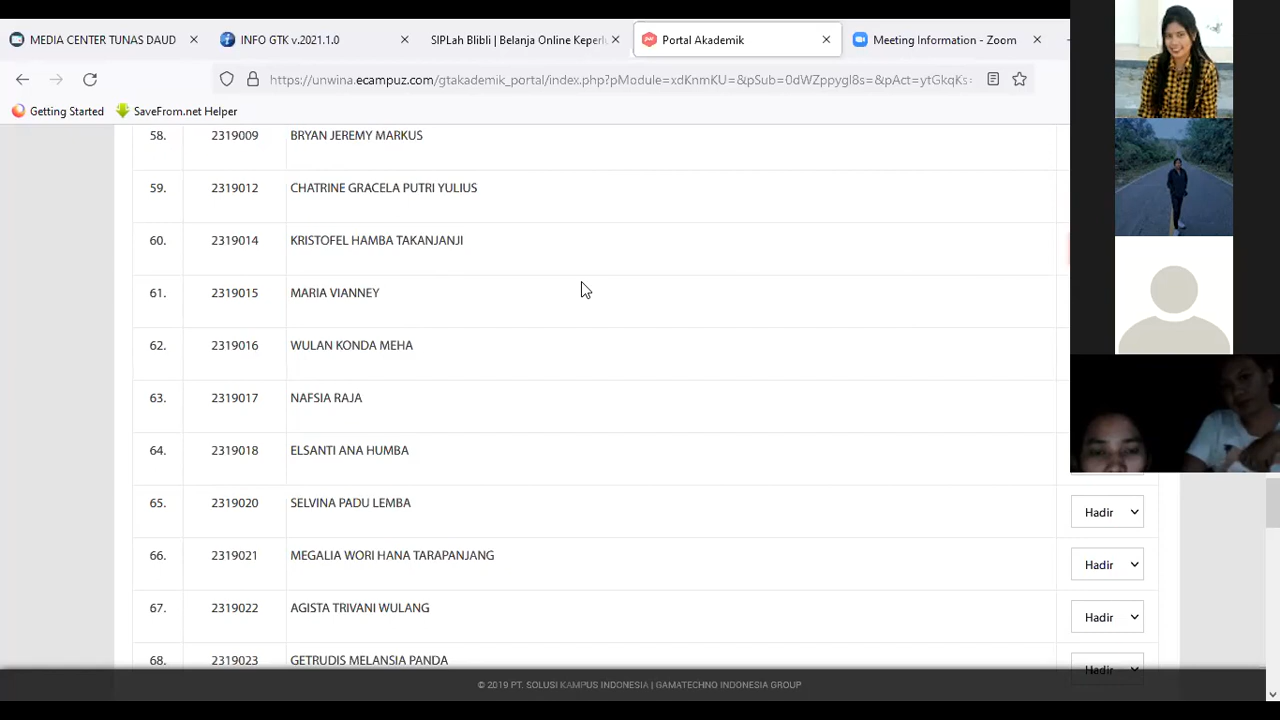 MEDIA CENTER TUNAS DAUD
INFO GTK v.2021.1.0
SIPLah Blibli | Belanja Online Keperlu
Portal Akademik
Meeting Information - Zoom
https://unwina.ecampuz.com/gtakademik_portal/index.php?pModule=xdKnmKU=&pSub=0dWZppygl8s=&pAct=ytGkqKs=
Getting Started
SaveFrom.net Helper
58. 2319009 BRYAN JEREMY MARKUS
59. 2319012 CHATRINE GRACELA PUTRI YULIUS
60. 2319014 KRISTOFEL HAMBA TAKANJANJI
61. 2319015 MARIA VIANNEY
62. 2319016 WULAN KONDA MEHA
63. 2319017 NAFSIA RAJA
64. 2319018 ELSANTI ANA HUMBA
65. 2319020 SELVINA PADU LEMBA Hadir
66. 2319021 MEGALIA WORI HANA TARAPANJANG Hadir
67. 2319022 AGISTA TRIVANI WULANG Hadir
68. 2319023 GETRUDIS MELANSIA PANDA Hadir
© 2019 PT. SOLUSI KAMPUS INDONESIA | GAMATECHNO INDONESIA GROUP